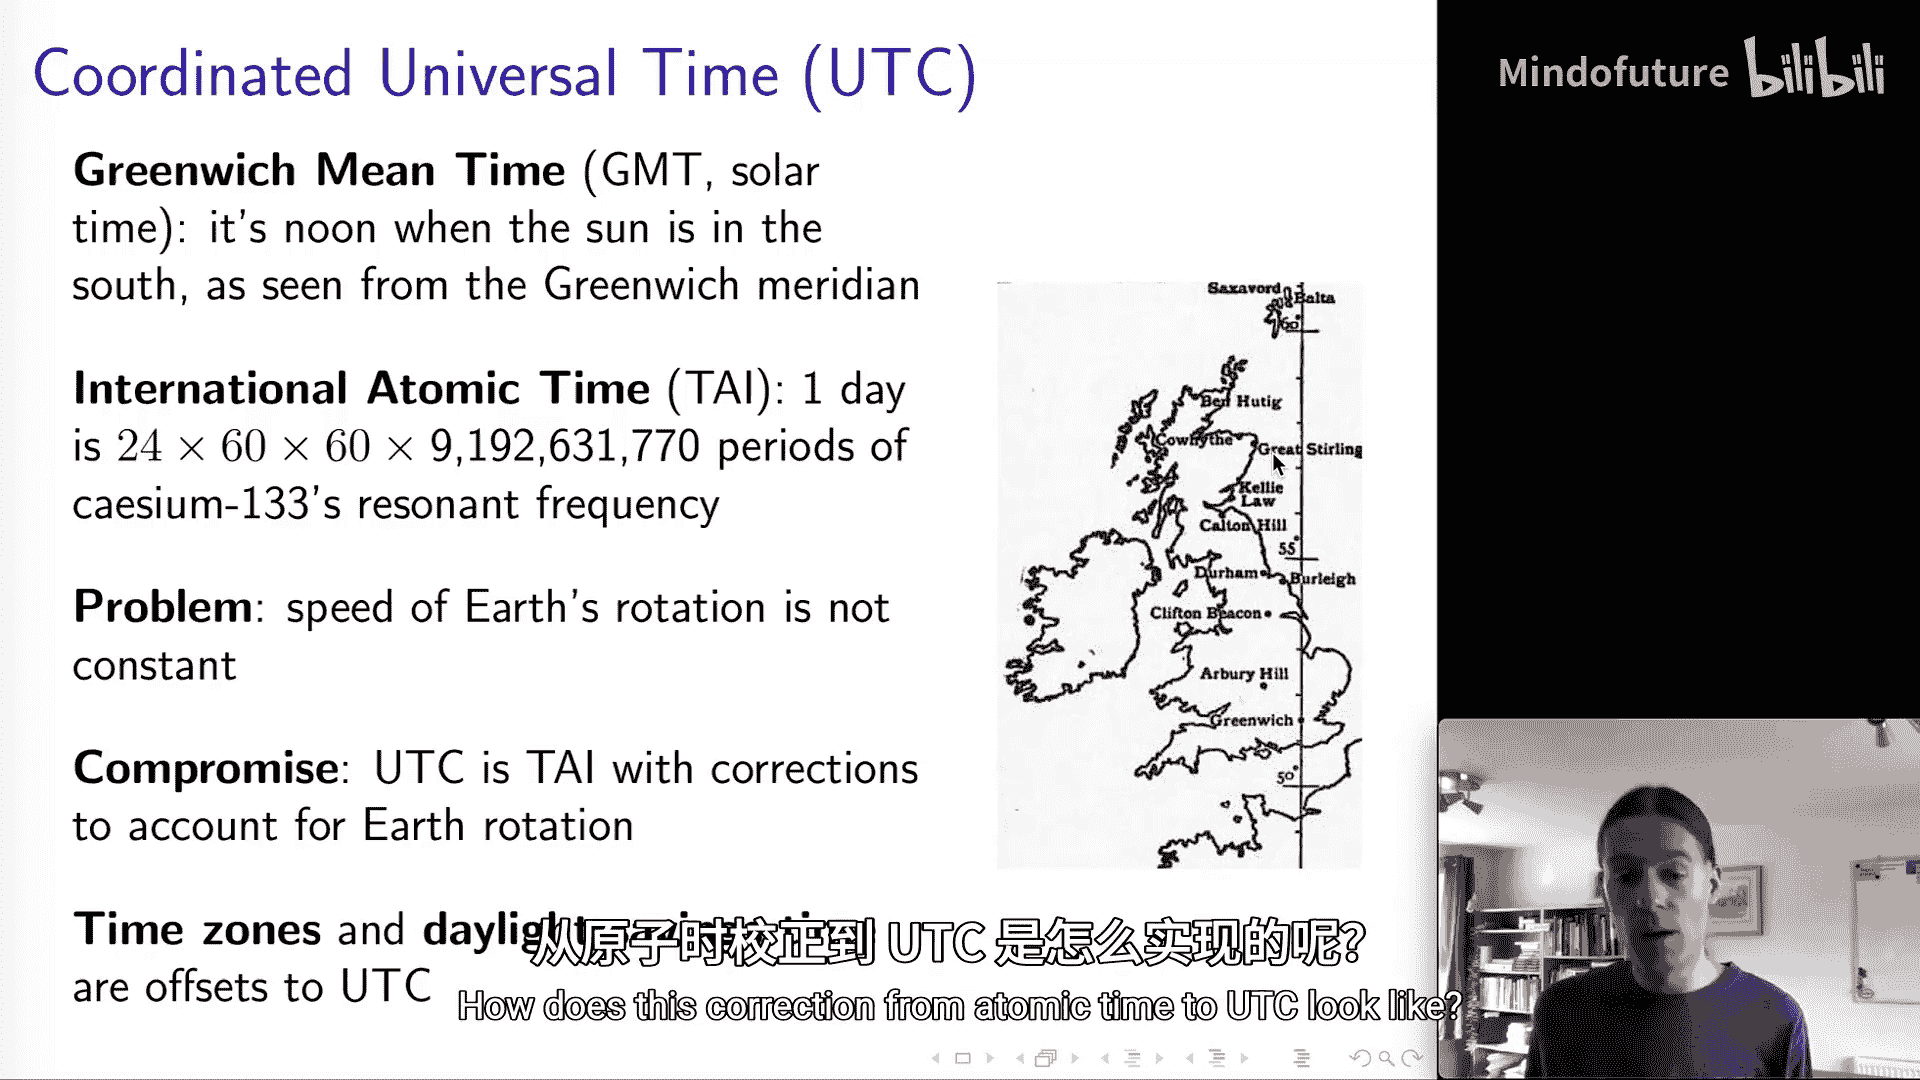 Coordinated Universal Time (UTC)
Mindofuture bilibili
Greenwich Mean Time (GMT, solar
time): it's noon when the sun is in the
south, as seen from the Greenwich meridian
International Atomic Time (TAI): 1 day
is 24 × 60 × 60 × 9,192,631,770 periods of
caesium-133's resonant frequency
Problem: speed of Earth's rotation is not
constant
Compromise: UTC is TAI with corrections
to account for Earth rotation
Time zones and
are offsets to UTC
Saxavord
Balta
60°
Ben Hutig
Cowhythe
Great Stirling
Kellie
Law
Calton Hill
55°
Durham
Burleigh
Clifton Beacon
Arbury Hill
Greenwich
50°
从原子时校正到 UTC 是怎么实现的呢?
How does this correction from atomic time to UTC look like?